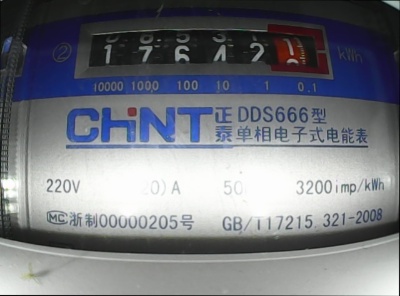 ② 1 7 6 4 2 kWh
10000 1000 100 10 1 0.1
CHNT 正泰 DDS666型
单相电子式电能表
220V 0)A 50 3200imp/kWh
MC 浙制00000205号 GB/T17215.321-2008